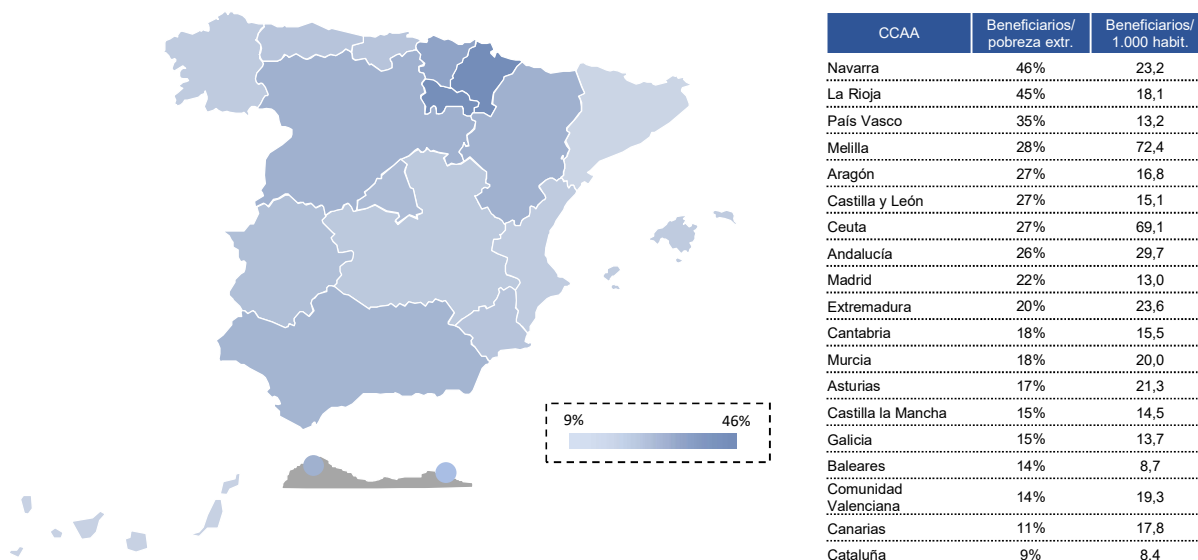 CCAA Beneficiarios/ pobreza extr. Beneficiarios/ 1.000 habit.
Navarra 46% 23,2
La Rioja 45% 18,1
País Vasco 35% 13,2
Melilla 28% 72,4
Aragón 27% 16,8
Castilla y León 27% 15,1
Ceuta 27% 69,1
Andalucía 26% 29,7
Madrid 22% 13,0
Extremadura 20% 23,6
Cantabria 18% 15,5
Murcia 18% 20,0
Asturias 17% 21,3
Castilla la Mancha 15% 14,5
Galicia 15% 13,7
Baleares 14% 8,7
Comunidad Valenciana 14% 19,3
Canarias 11% 17,8
Cataluña 9% 8,4
9% 46%